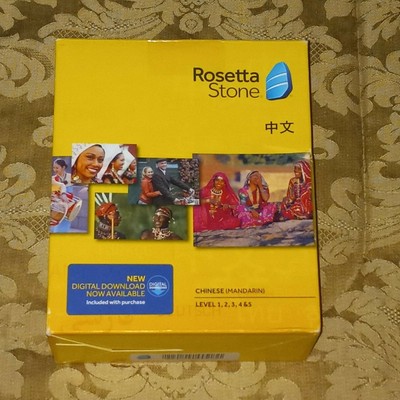 Rosetta
Stone
中文
NEW
DIGITAL DOWNLOAD
NOW AVAILABLE
Included with purchase
CHINESE (MANDARIN)
LEVEL 1, 2, 3, 4 & 5